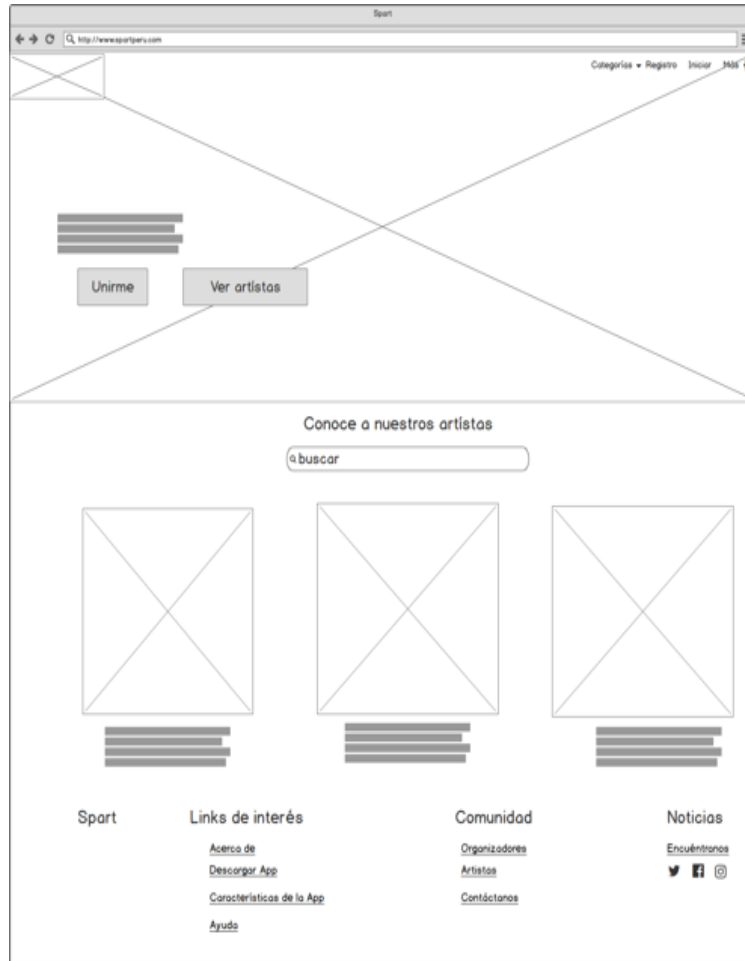 Spart
http://www.spartperu.com
Categorías Registro Iniciar Más
Unirme Ver artístas
Conoce a nuestros artístas
buscar
Spart Links de interés Comunidad Noticias
Acerca de Organizadores Encuéntranos
Descargar App Artistas
Características de la App Contáctanos
Ayuda